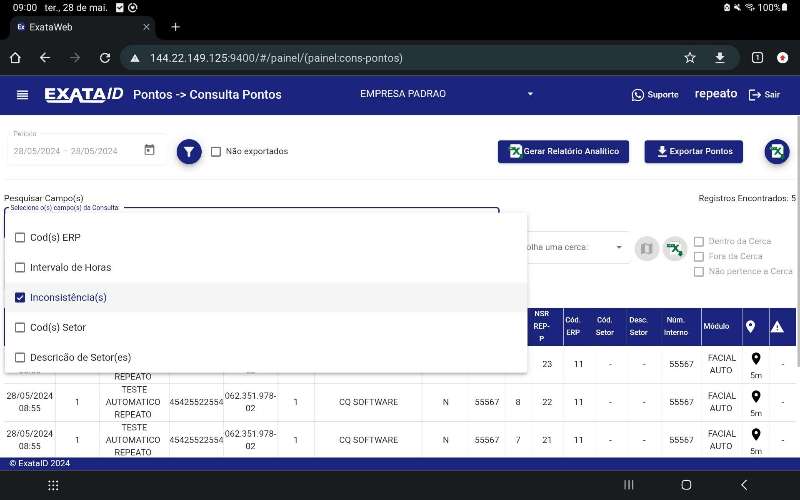 09:00 ter., 28 de mai.
100%
Ex ExataWeb
144.22.149.125:9400/#/painel/(painel:cons-pontos)
1
EXATAID Pontos -> Consulta Pontos
EMPRESA PADRAO
Suporte
repeato
Sair
Período
28/05/2024 – 28/05/2024
Não exportados
Gerar Relatório Analítico
Exportar Pontos
Pesquisar Campo(s)
Registros Encontrados: 5
Selecione o(s) campo(s) da Consulta:
Cod(s) ERP
Intervalo de Horas
Inconsistência(s)
Cod(s) Setor
Descricão de Setor(es)
olha uma cerca:
Dentro da Cerca
Fora da Cerca
Não pertence a Cerca
NSR REP-P
Cód. ERP
Cód. Setor
Desc. Setor
Núm. Interno
Módulo
REPEATO
02
23 11 - - 55567 FACIAL AUTO 5m -
28/05/2024 08:55 1 TESTE AUTOMATICO REPEATO 45425522554 062.351.978-02 1 CQ SOFTWARE N 55567 8 22 11 - - 55567 FACIAL AUTO 5m -
28/05/2024 08:55 1 TESTE AUTOMATICO REPEATO 45425522554 062.351.978-02 1 CQ SOFTWARE N 55567 7 21 11 - - 55567 FACIAL AUTO 5m -
© ExataID 2024